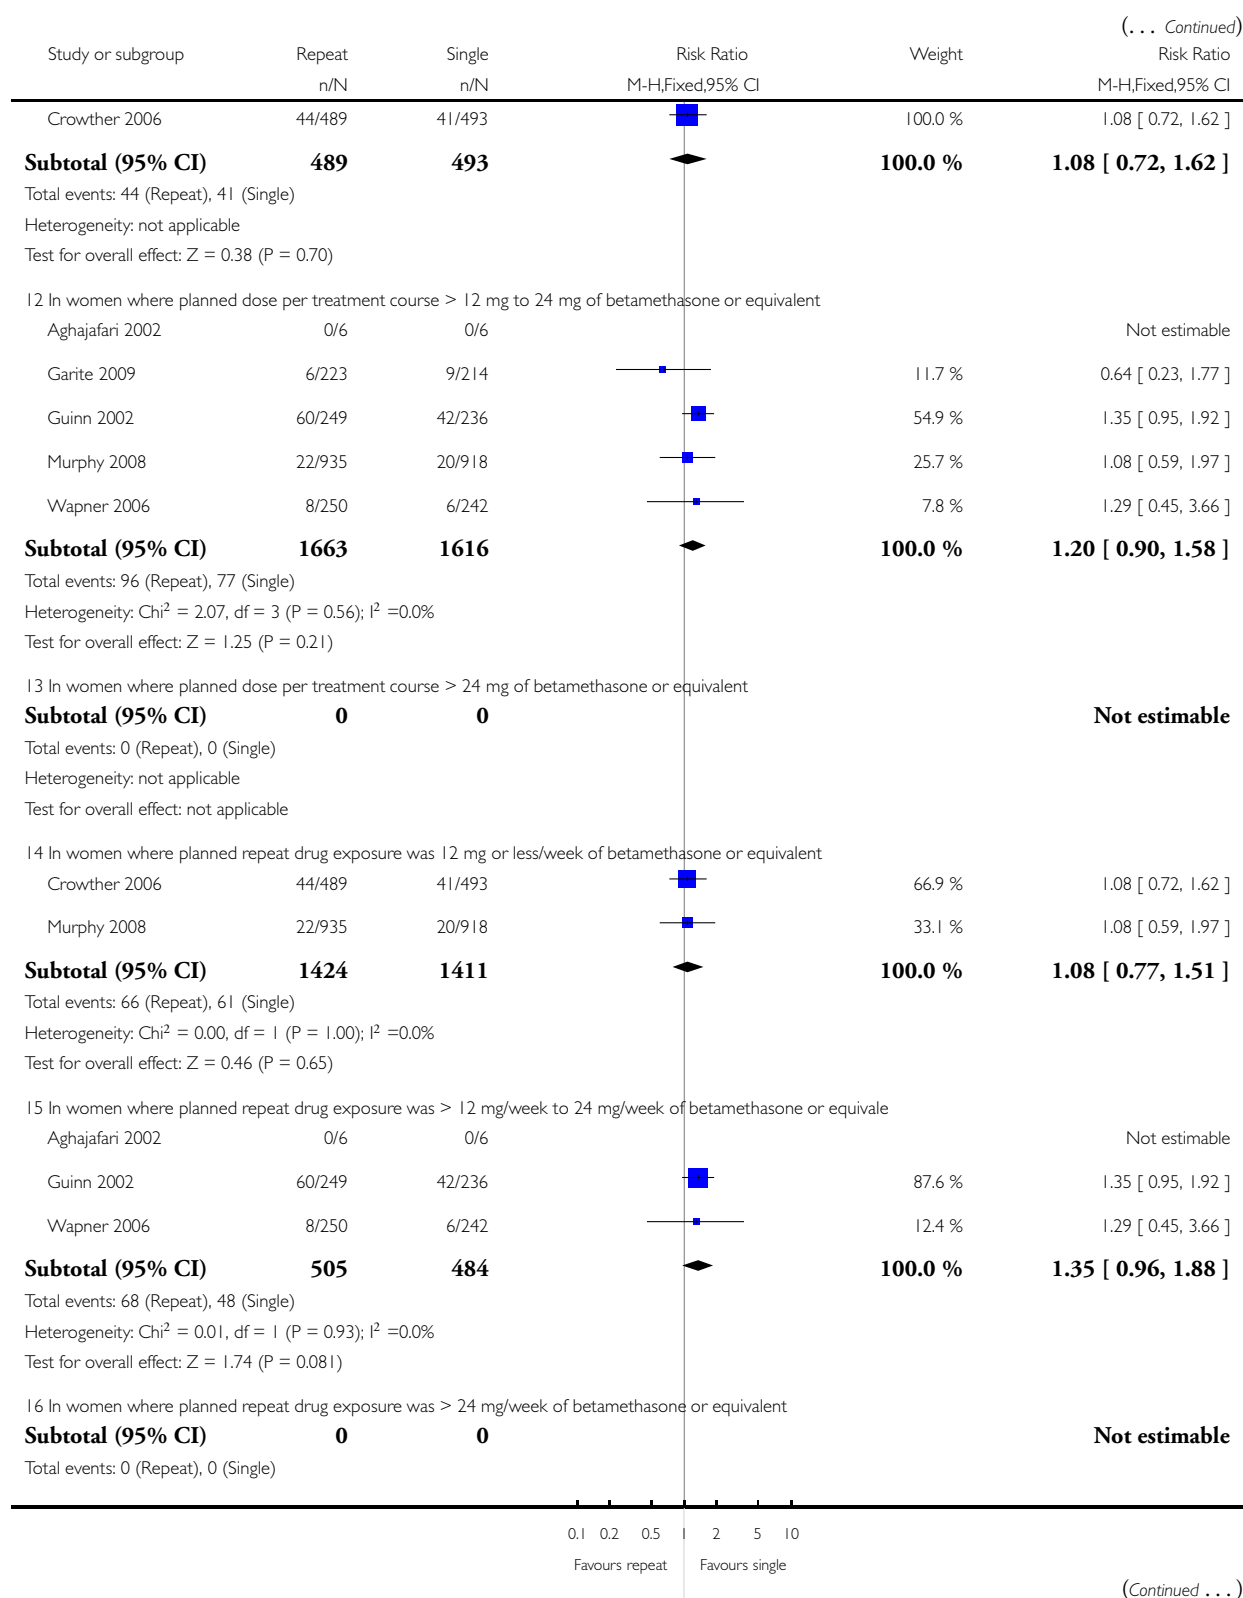 (... Continued)
Study or subgroup Repeat Single Risk Ratio Weight Risk Ratio
n/N n/N M-H,Fixed,95% CI M-H,Fixed,95% CI
Crowther 2006 44/489 41/493 100.0 % 1.08 [ 0.72, 1.62 ]
Subtotal (95% CI) 489 493 100.0 % 1.08 [ 0.72, 1.62 ]
Total events: 44 (Repeat), 41 (Single)
Heterogeneity: not applicable
Test for overall effect: Z = 0.38 (P = 0.70)
12 In women where planned dose per treatment course > 12 mg to 24 mg of betamethasone or equivalent
Aghajafari 2002 0/6 0/6 Not estimable
Garite 2009 6/223 9/214 11.7 % 0.64 [ 0.23, 1.77 ]
Guinn 2002 60/249 42/236 54.9 % 1.35 [ 0.95, 1.92 ]
Murphy 2008 22/935 20/918 25.7 % 1.08 [ 0.59, 1.97 ]
Wapner 2006 8/250 6/242 7.8 % 1.29 [ 0.45, 3.66 ]
Subtotal (95% CI) 1663 1616 100.0 % 1.20 [ 0.90, 1.58 ]
Total events: 96 (Repeat), 77 (Single)
Heterogeneity: Chi² = 2.07, df = 3 (P = 0.56); I² =0.0%
Test for overall effect: Z = 1.25 (P = 0.21)
13 In women where planned dose per treatment course > 24 mg of betamethasone or equivalent
Subtotal (95% CI) 0 0 Not estimable
Total events: 0 (Repeat), 0 (Single)
Heterogeneity: not applicable
Test for overall effect: not applicable
14 In women where planned repeat drug exposure was 12 mg or less/week of betamethasone or equivalent
Crowther 2006 44/489 41/493 66.9 % 1.08 [ 0.72, 1.62 ]
Murphy 2008 22/935 20/918 33.1 % 1.08 [ 0.59, 1.97 ]
Subtotal (95% CI) 1424 1411 100.0 % 1.08 [ 0.77, 1.51 ]
Total events: 66 (Repeat), 61 (Single)
Heterogeneity: Chi² = 0.00, df = 1 (P = 1.00); I² =0.0%
Test for overall effect: Z = 0.46 (P = 0.65)
15 In women where planned repeat drug exposure was > 12 mg/week to 24 mg/week of betamethasone or equivale
Aghajafari 2002 0/6 0/6 Not estimable
Guinn 2002 60/249 42/236 87.6 % 1.35 [ 0.95, 1.92 ]
Wapner 2006 8/250 6/242 12.4 % 1.29 [ 0.45, 3.66 ]
Subtotal (95% CI) 505 484 100.0 % 1.35 [ 0.96, 1.88 ]
Total events: 68 (Repeat), 48 (Single)
Heterogeneity: Chi² = 0.01, df = 1 (P = 0.93); I² =0.0%
Test for overall effect: Z = 1.74 (P = 0.081)
16 In women where planned repeat drug exposure was > 24 mg/week of betamethasone or equivalent
Subtotal (95% CI) 0 0 Not estimable
Total events: 0 (Repeat), 0 (Single)
0.1 0.2 0.5 1 2 5 10
Favours repeat Favours single
(Continued ...)